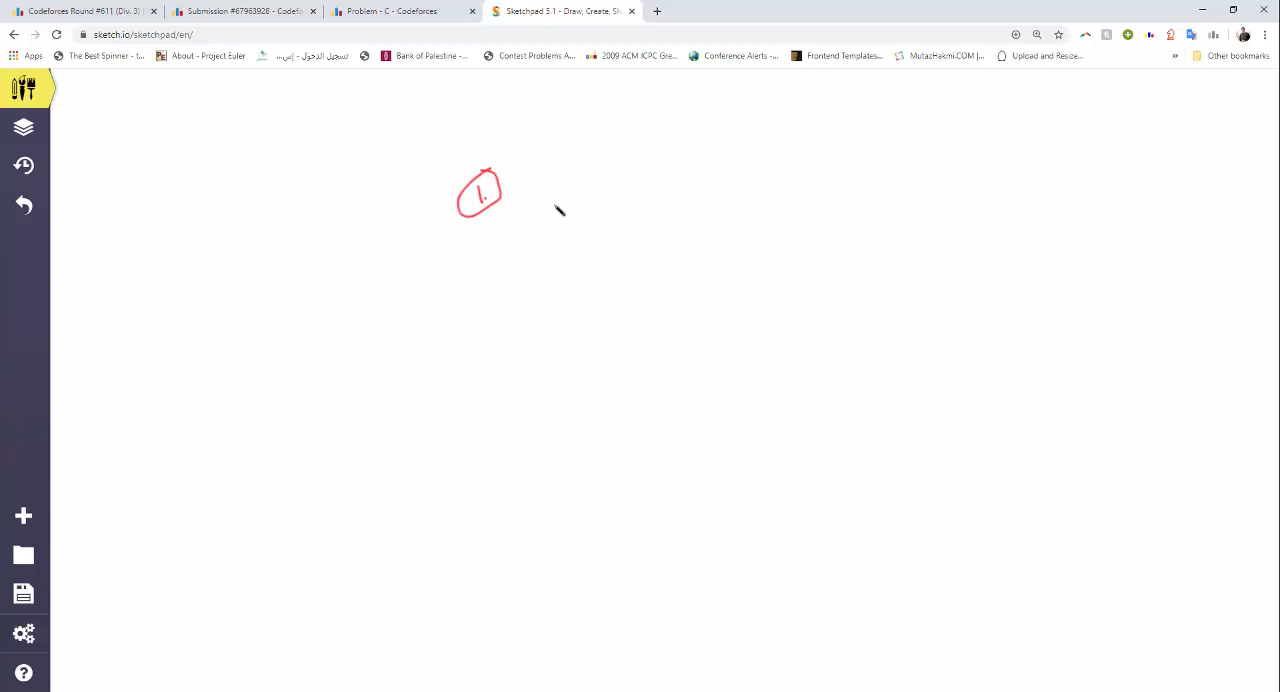 Codeforces Round #611 (Div. 3)
Submission #67963928 - Codefo
Problem - C - Codeforces
Sketchpad 5.1 - Draw, Create, Sh
sketch.io/sketchpad/en/
Apps
The Best Spinner - t...
About - Project Euler
تسجيل الدخول - إس...
Bank of Palestine -...
Contest Problems A...
2009 ACM ICPC Gre...
Conference Alerts -...
Frontend Templates...
MutazHakmi.COM |...
Upload and Resize...
»
Other bookmarks
1.